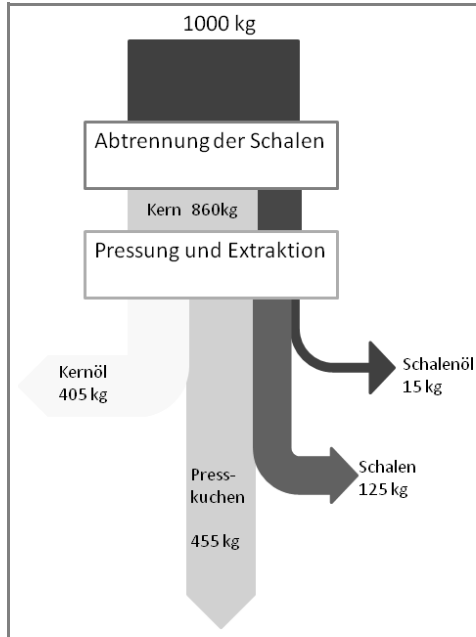 1000 kg
Abtrennung der Schalen
Kern 860kg
Pressung und Extraktion
Kernöl
405 kg
Schalenöl
15 kg
Press-
kuchen
455 kg
Schalen
125 kg